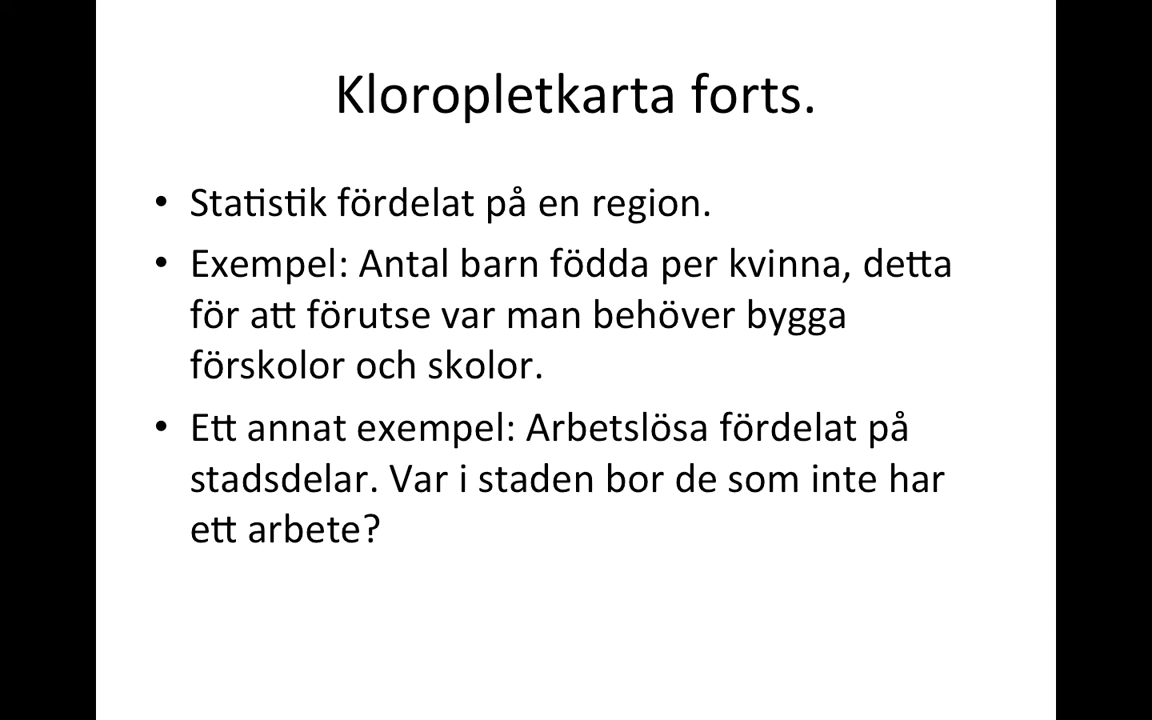 Kloropletkarta forts.
• Statistik fördelat på en region.
• Exempel: Antal barn födda per kvinna, detta
för att förutse var man behöver bygga
förskolor och skolor.
• Ett annat exempel: Arbetslösa fördelat på
stadsdelar. Var i staden bor de som inte har
ett arbete?